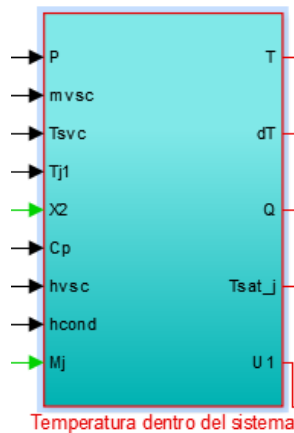 P T
mvsc
Tsvc dT
Tj1
X2 Q
Cp
hvsc Tsat_j
hcond
Mj U1
Temperatura dentro del sistema